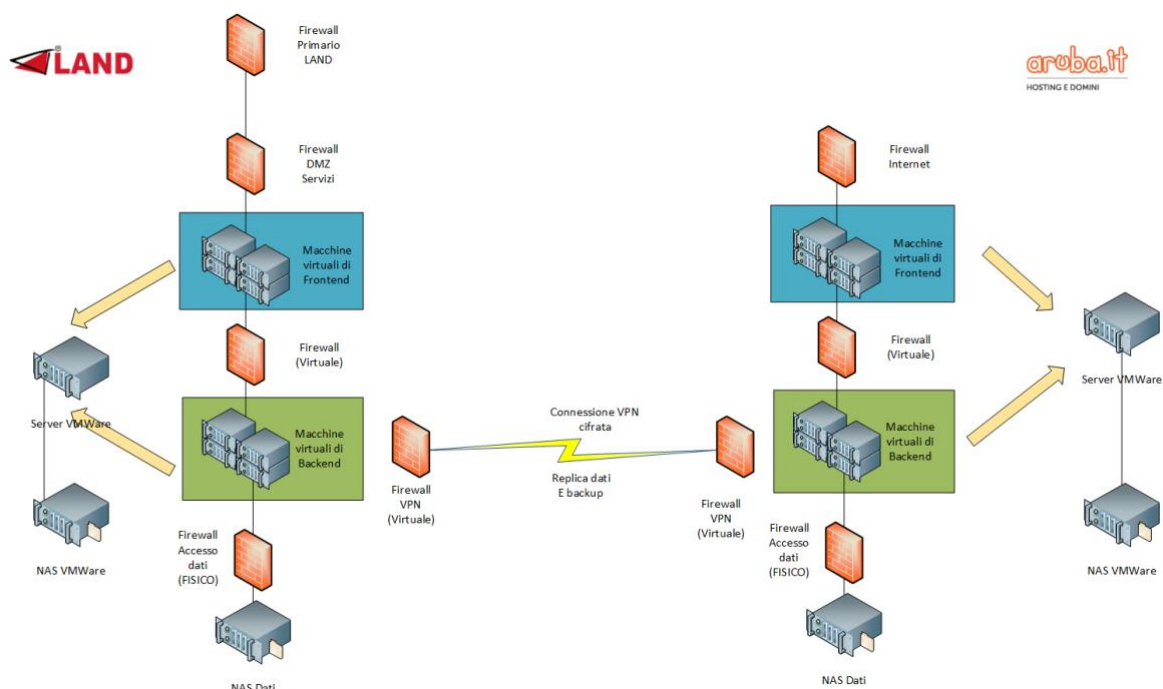 LAND
Firewall
Primario
LAND
aruba.it
HOSTING E DOMINI
Firewall
DMZ
Servizi
Firewall
Internet
Macchine
virtuali di
Frontend
Macchine
virtuali di
Frontend
Firewall
(Virtuale)
Firewall
(Virtuale)
Server VMWare
Server VMWare
Macchine
virtuali di
Backend
Connessione VPN
cifrata
Macchine
virtuali di
Backend
Replica dati
E backup
Firewall
VPN
(Virtuale)
Firewall
VPN
(Virtuale)
Firewall
Accesso
dati
(FISICO)
Firewall
Accesso
dati
(FISICO)
NAS VMWare
NAS VMWare
NAS Dati
NAS Dati